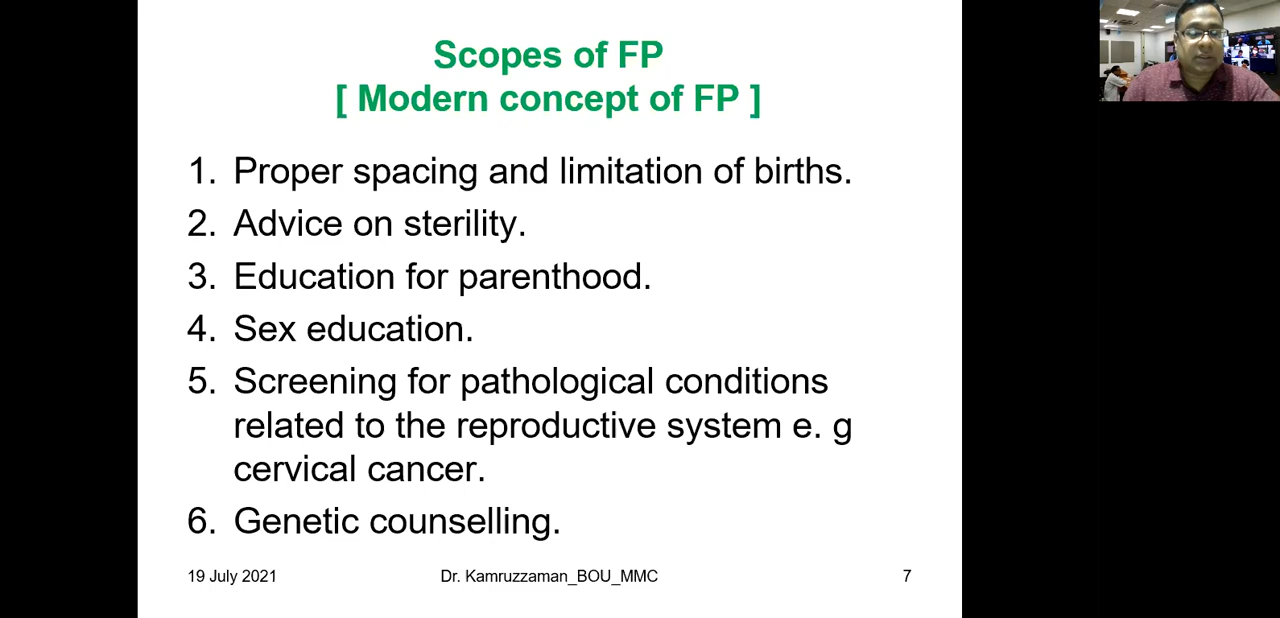 Scopes of FP
[ Modern concept of FP ]
1. Proper spacing and limitation of births.
2. Advice on sterility.
3. Education for parenthood.
4. Sex education.
5. Screening for pathological conditions
related to the reproductive system e. g
cervical cancer.
6. Genetic counselling.
19 July 2021 Dr. Kamruzzaman_BOU_MMC 7